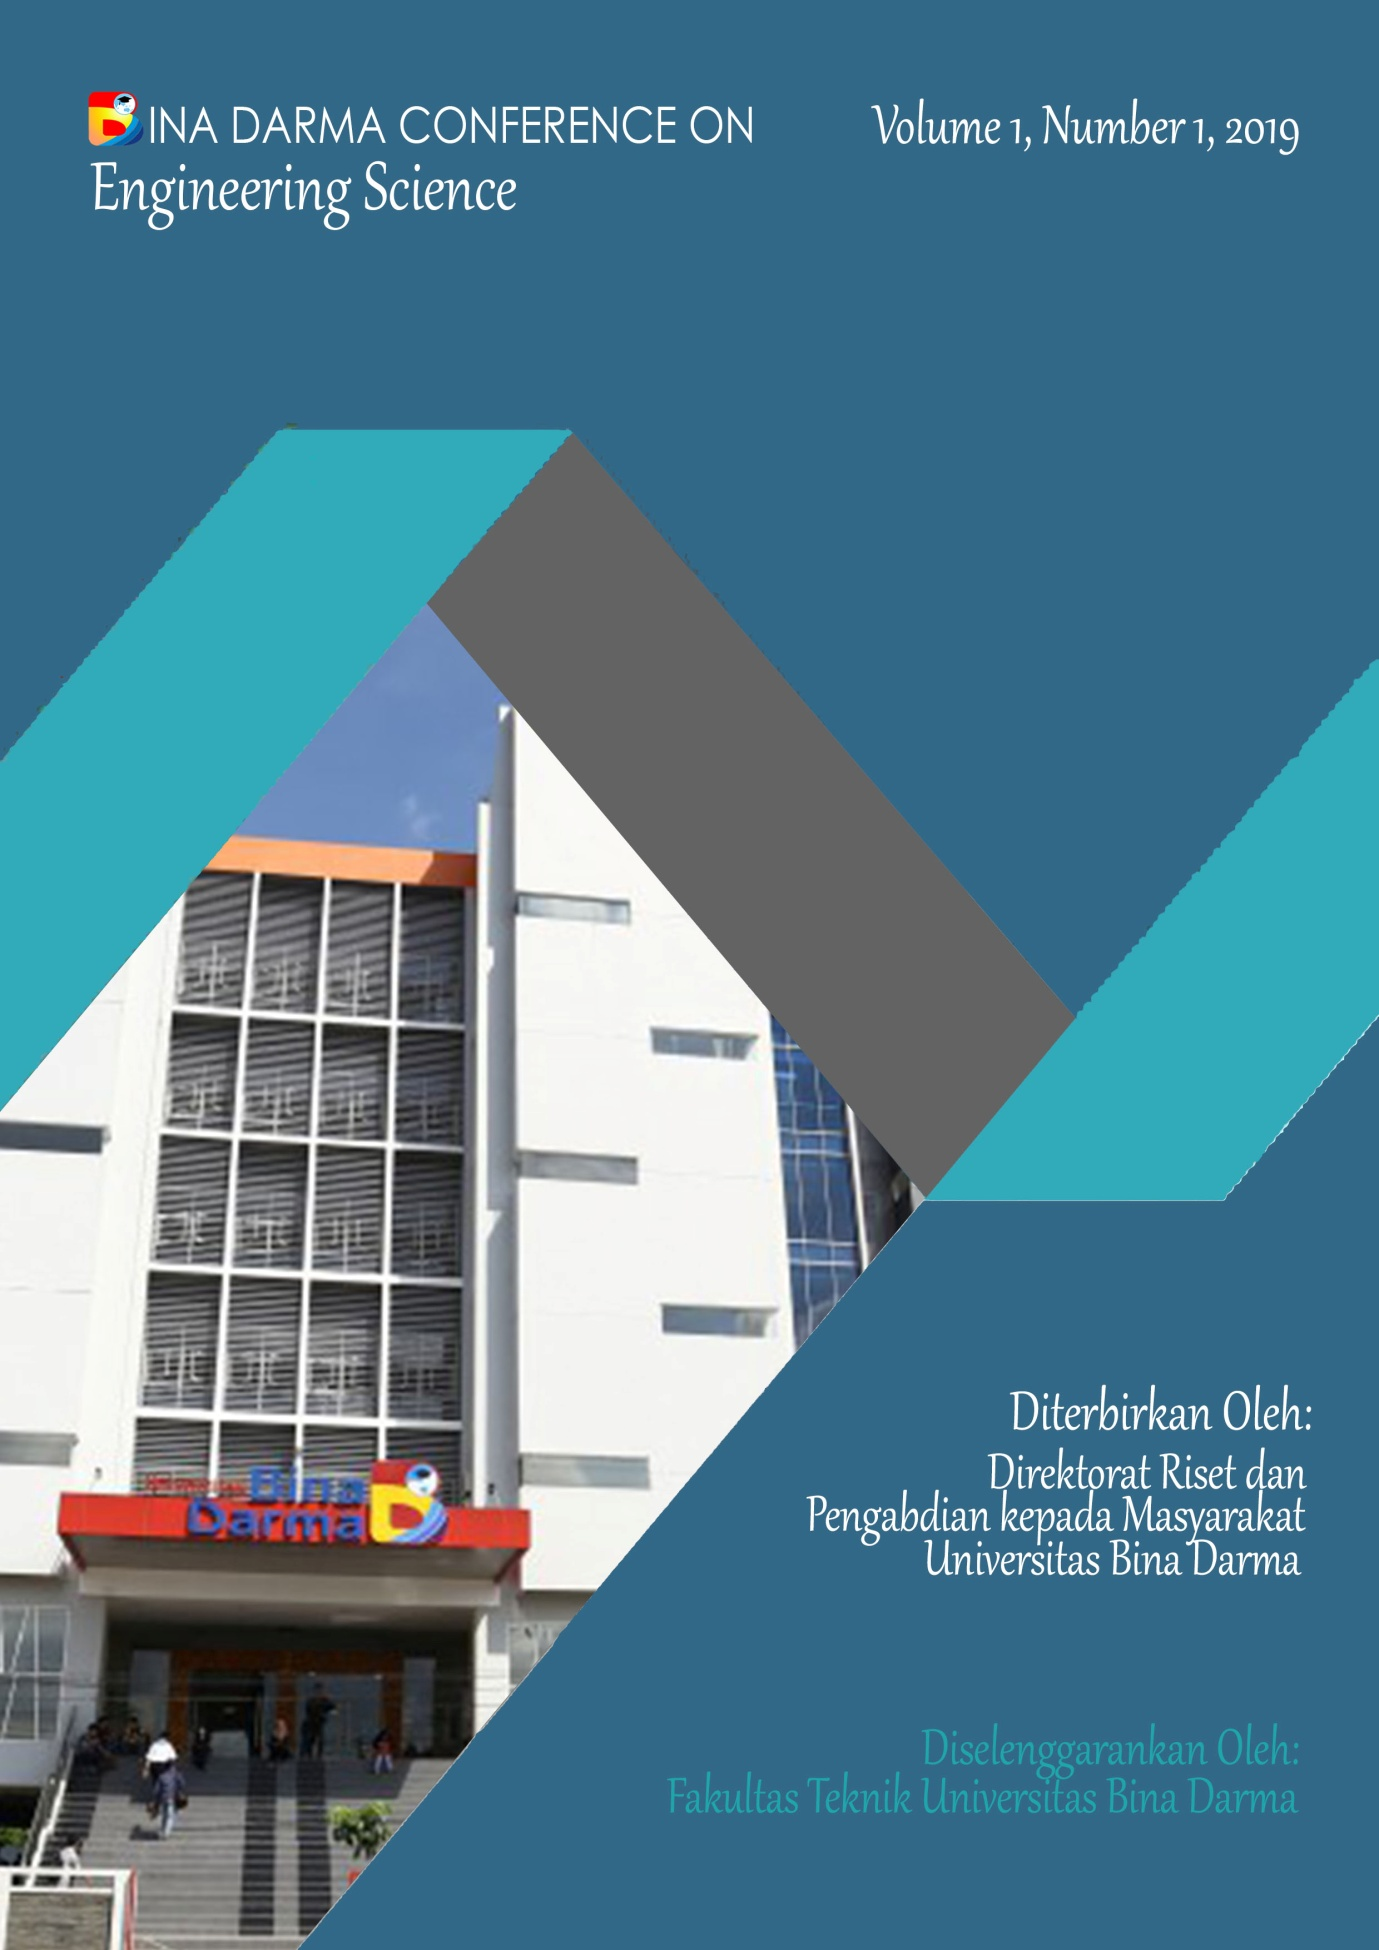 BINA DARMA CONFERENCE ON
Engineering Science
Volume 1, Number 1, 2019
Bina
Darma
Diterbirkan Oleh:
Direktorat Riset dan
Pengabdian kepada Masyarakat
Universitas Bina Darma
Diselenggarankan Oleh:
Fakultas Teknik Universitas Bina Darma